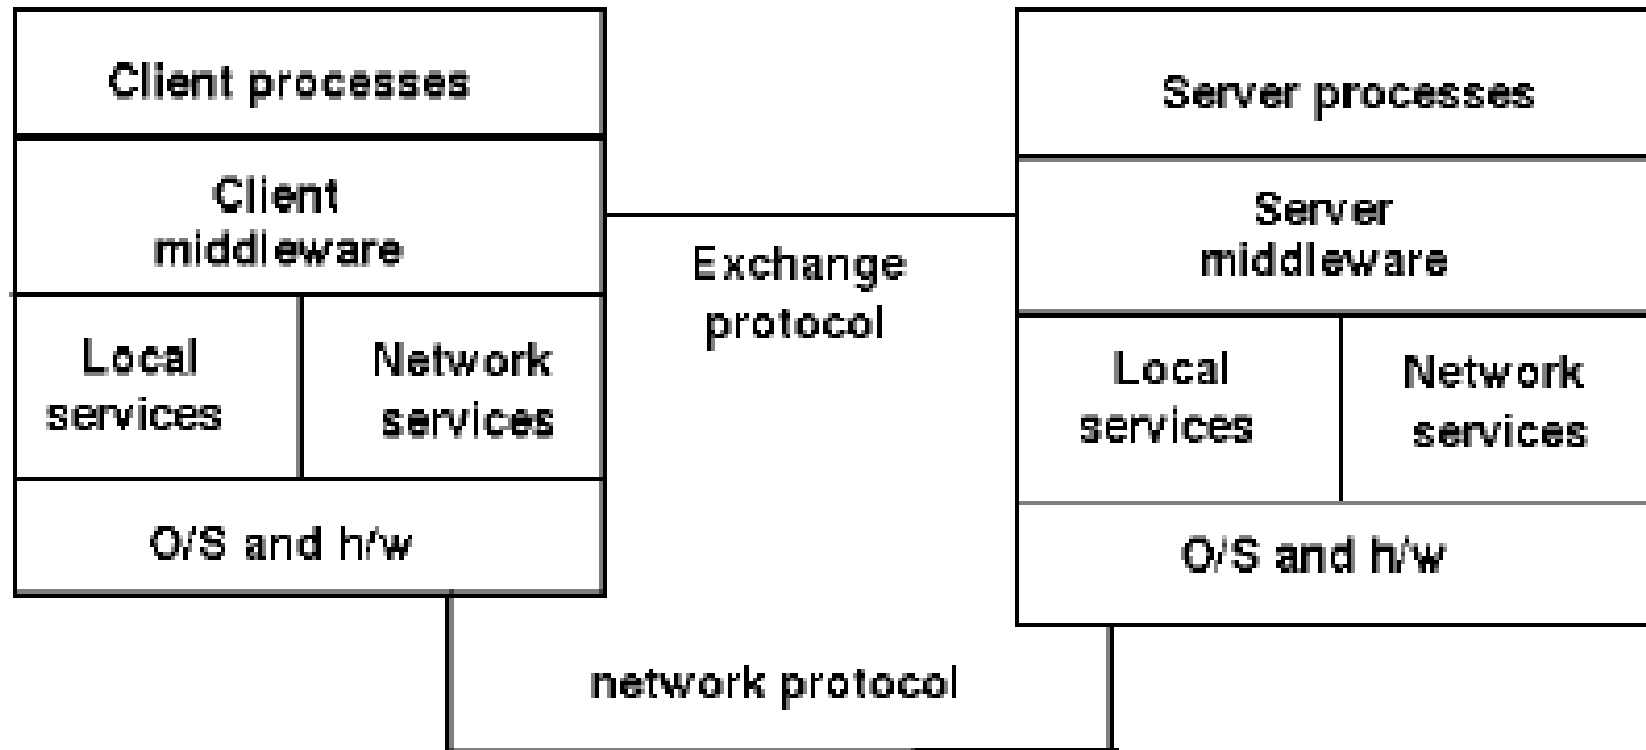 Client processes
Client
middleware
Local
services
Network
services
O/S and h/w
Exchange
protocol
network protocol
Server processes
Server
middleware
Local
services
Network
services
O/S and h/w